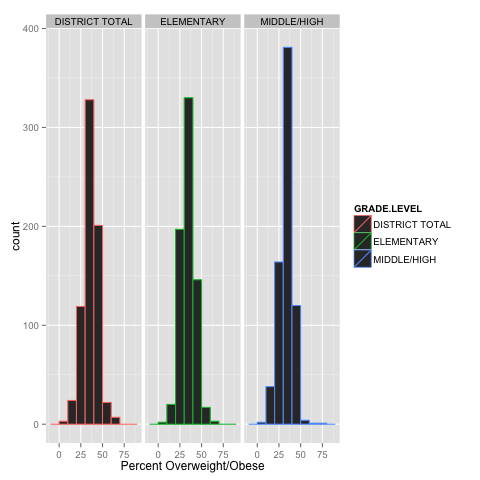 DISTRICT TOTAL ELEMENTARY MIDDLE/HIGH
400
300
200
100
0
count
0 25 50 75 0 25 50 75 0 25 50 75
Percent Overweight/Obese
GRADE.LEVEL
DISTRICT TOTAL
ELEMENTARY
MIDDLE/HIGH